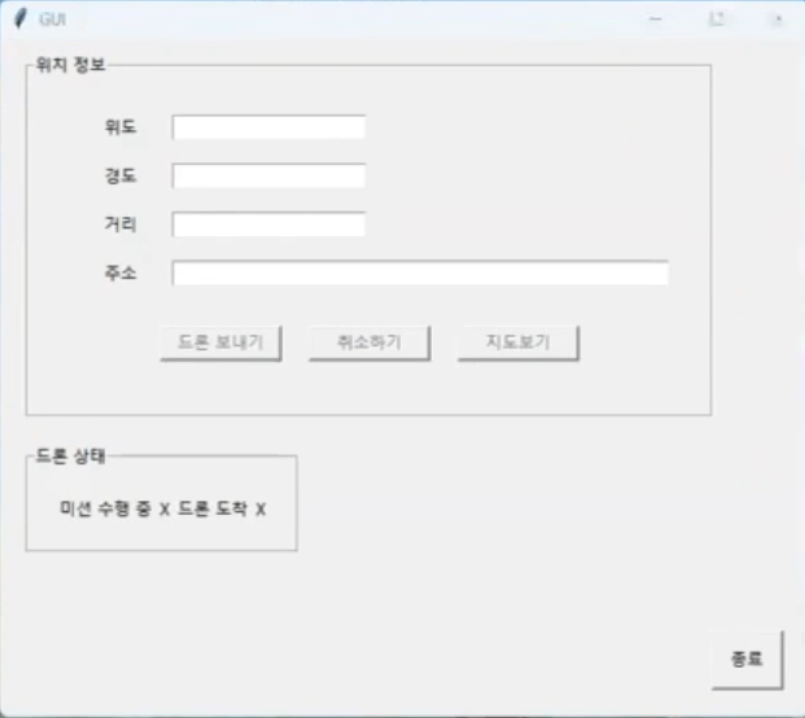 GUI
위치 정보
위도
경도
거리
주소
드론 보내기 취소하기 지도보기
드론 상태
미션 수행 중 X 드론 도착 X
종료